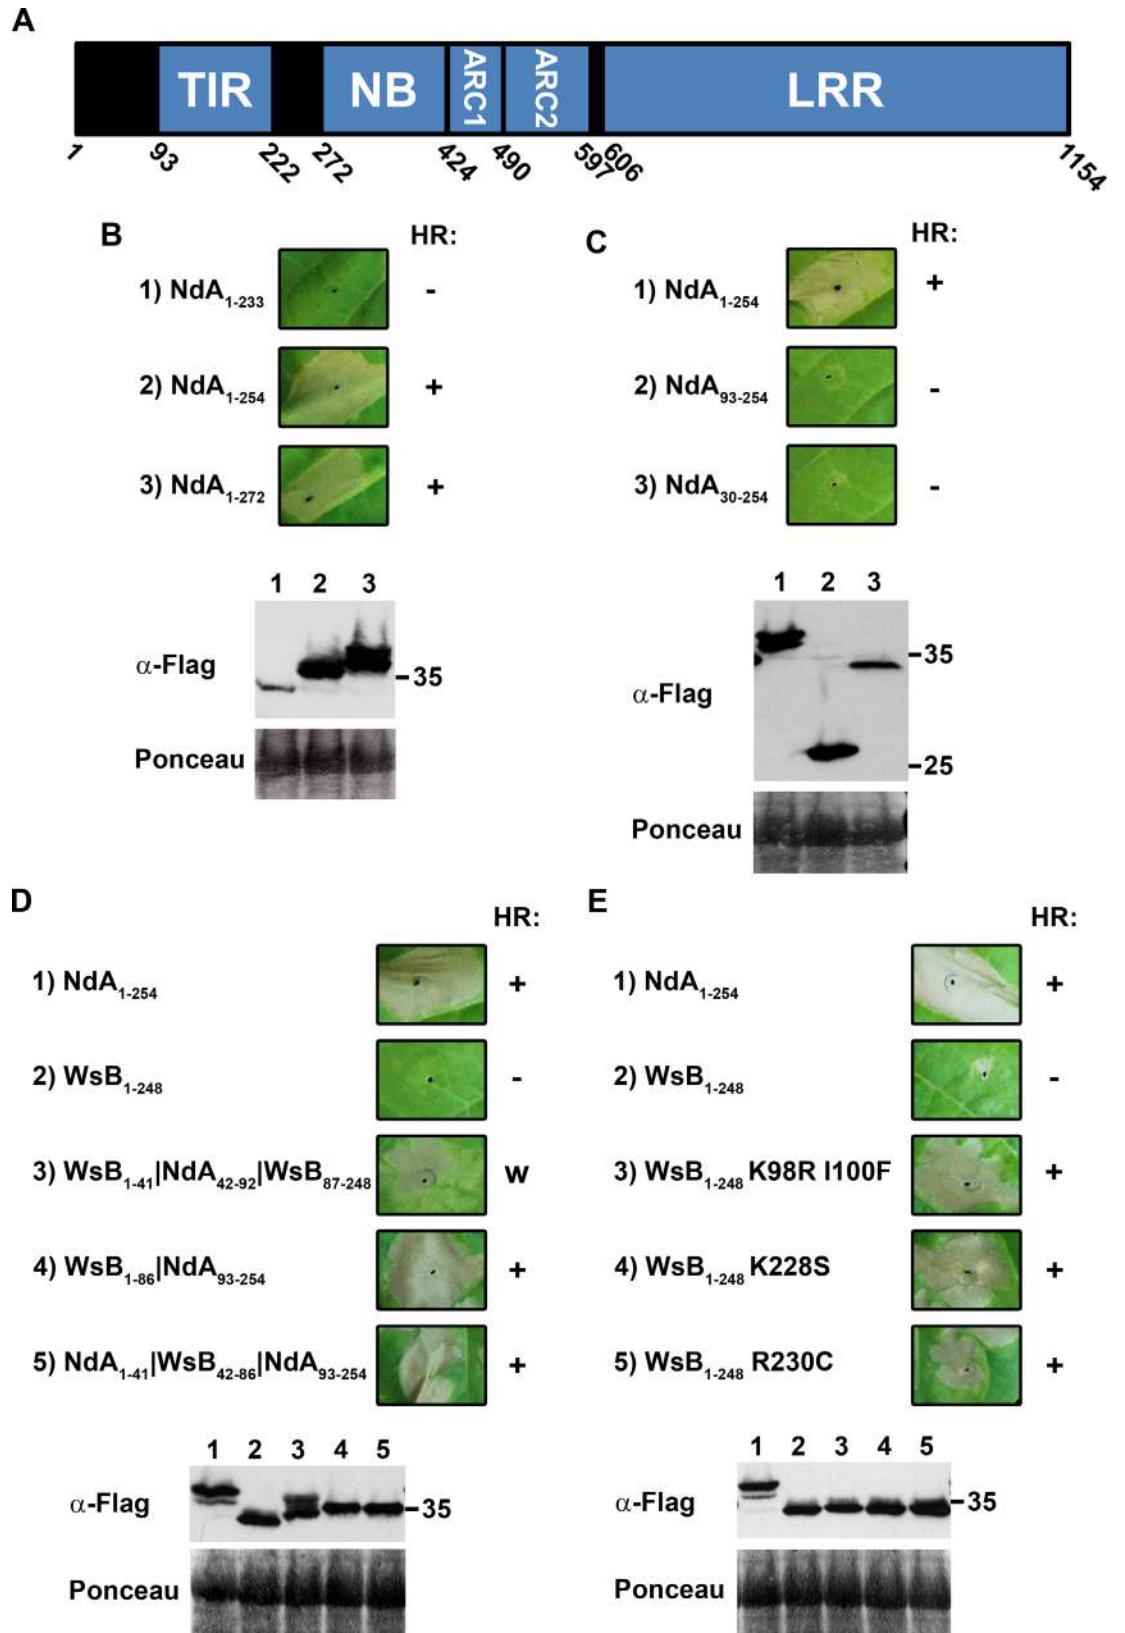 A
TIR NB ARC1 ARC2 LRR
1 93 222 272 424 490 597 606 1154
B
HR:
1) NdA1-233 -
2) NdA1-254 +
3) NdA1-272 +
1 2 3
α-Flag
35
Ponceau
C
HR:
1) NdA1-254 +
2) NdA93-254 -
3) NdA30-254 -
1 2 3
35
α-Flag
25
Ponceau
D
HR:
1) NdA1-254 +
2) WsB1-248 -
3) WsB1-41|NdA42-92|WsB87-248 w
4) WsB1-86|NdA93-254 +
5) NdA1-41|WsB42-86|NdA93-254 +
1 2 3 4 5
α-Flag
35
Ponceau
E
HR:
1) NdA1-254 +
2) WsB1-248 -
3) WsB1-248 K98R I100F +
4) WsB1-248 K228S +
5) WsB1-248 R230C +
1 2 3 4 5
α-Flag
35
Ponceau